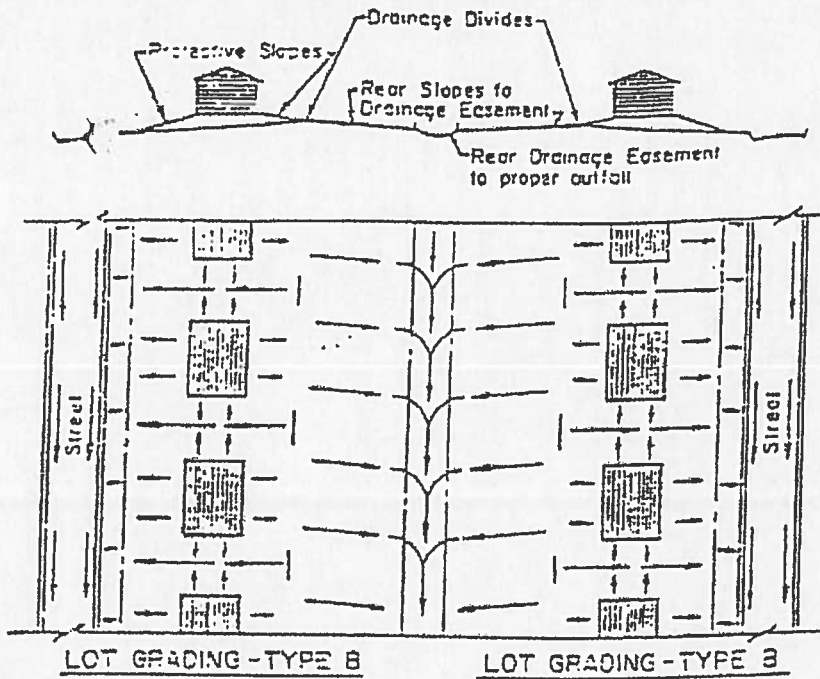 Drainage Divides
Protective Slopes
Rear Slopes to
Drainage Easement
Rear Drainage Easement
to proper outfall
Street
Street
LOT GRADING - TYPE B
LOT GRADING - TYPE B